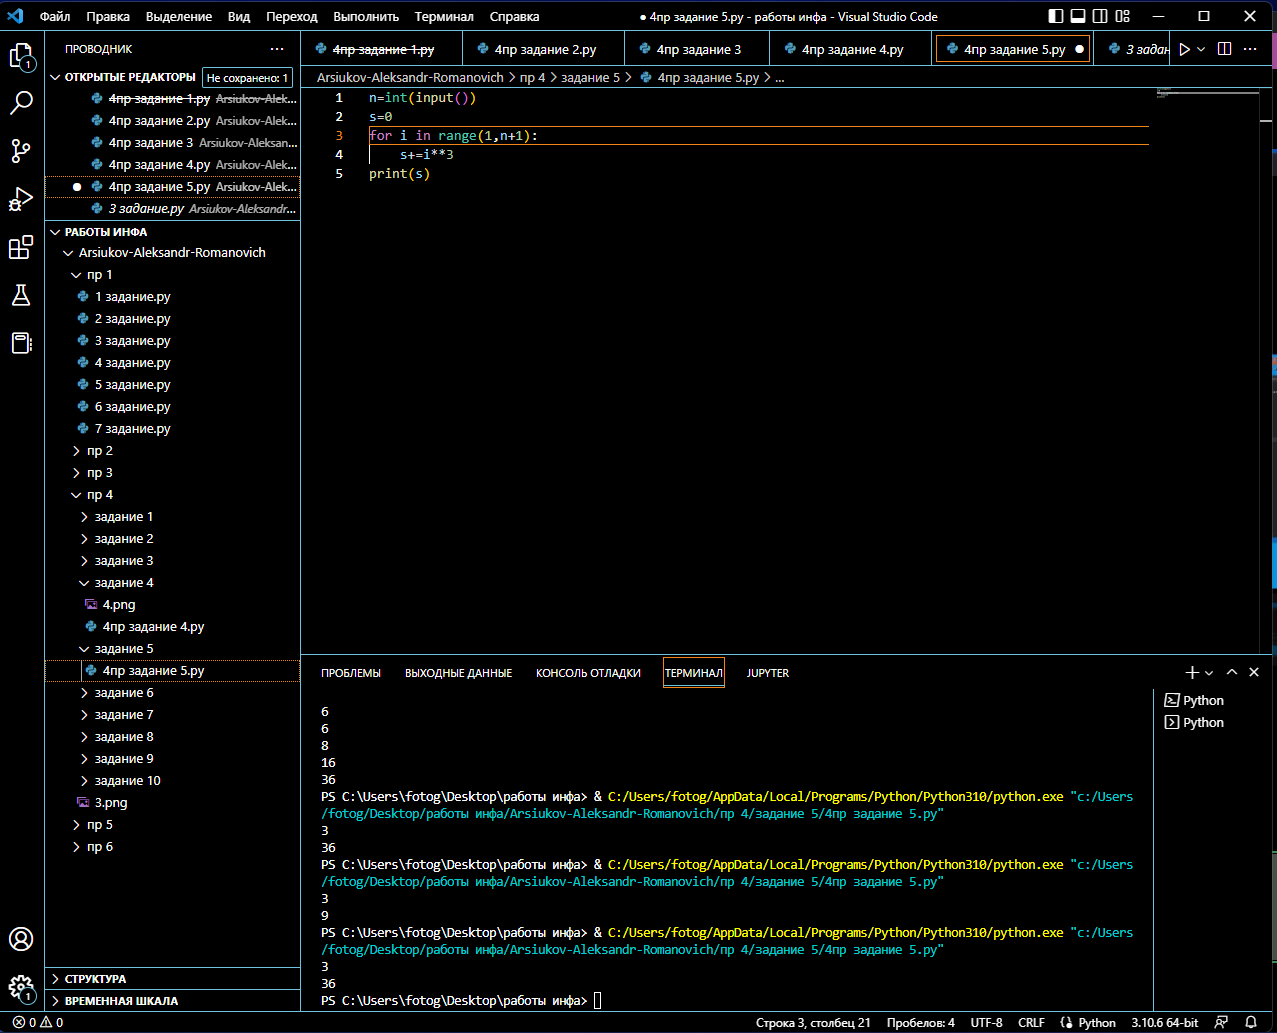 Файл Правка Выделение Вид Переход Выполнить Терминал Справка ● 4пр задание 5.py - работы инфа - Visual Studio Code
ПРОВОДНИК ...
4пр задание 1.py 4пр задание 2.py 4пр задание 3 4пр задание 4.py 4пр задание 5.py ● 3 задан ...
1
ОТКРЫТЫЕ РЕДАКТОРЫ Не сохранено: 1
Arsiukov-Aleksandr-Romanovich > пр 4 > задание 5 > 4пр задание 5.py > ...
4пр задание 1.py Arsiukov-Alek...
4пр задание 2.py Arsiukov-Alek...
4пр задание 3 Arsiukov-Aleksan...
4пр задание 4.py Arsiukov-Alek...
● 4пр задание 5.py Arsiukov-Alek...
3 задание.py Arsiukov-Aleksandr...
РАБОТЫ ИНФА
Arsiukov-Aleksandr-Romanovich
пр 1
1 задание.py
2 задание.py
3 задание.py
4 задание.py
5 задание.py
6 задание.py
7 задание.py
пр 2
пр 3
пр 4
задание 1
задание 2
задание 3
задание 4
4.png
4пр задание 4.py
задание 5
4пр задание 5.py
задание 6
задание 7
задание 8
задание 9
задание 10
3.png
пр 5
пр 6
СТРУКТУРА
ВРЕМЕННАЯ ШКАЛА
1
1 n=int(input())
2 s=0
3 for i in range(1,n+1):
4 s+=i**3
5 print(s)
ПРОБЛЕМЫ ВЫХОДНЫЕ ДАННЫЕ КОНСОЛЬ ОТЛАДКИ ТЕРМИНАЛ JUPYTER
Python
Python
6
6
8
16
36
PS C:\Users\fotog\Desktop\работы инфа> & C:/Users/fotog/AppData/Local/Programs/Python/Python310/python.exe "c:/Users
/fotog/Desktop/работы инфа/Arsiukov-Aleksandr-Romanovich/пр 4/задание 5/4пр задание 5.py"
3
36
PS C:\Users\fotog\Desktop\работы инфа> & C:/Users/fotog/AppData/Local/Programs/Python/Python310/python.exe "c:/Users
/fotog/Desktop/работы инфа/Arsiukov-Aleksandr-Romanovich/пр 4/задание 5/4пр задание 5.py"
3
9
PS C:\Users\fotog\Desktop\работы инфа> & C:/Users/fotog/AppData/Local/Programs/Python/Python310/python.exe "c:/Users
/fotog/Desktop/работы инфа/Arsiukov-Aleksandr-Romanovich/пр 4/задание 5/4пр задание 5.py"
3
36
PS C:\Users\fotog\Desktop\работы инфа>
0 0 Строка 3, столбец 21 Пробелов: 4 UTF-8 CRLF Python 3.10.6 64-bit